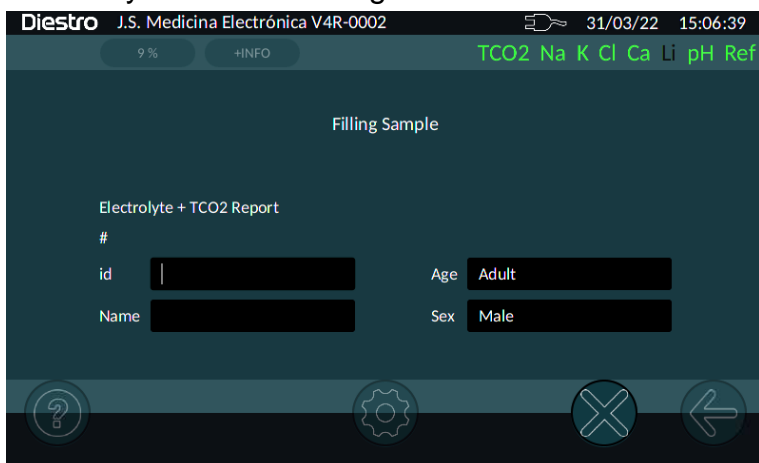 Diestro J.S. Medicina Electrónica V4R-0002 31/03/22 15:06:39
9 % +INFO TCO2 Na K Cl Ca Li pH Ref
Filling Sample
Electrolyte + TCO2 Report
#
id Age Adult
Name Sex Male
?